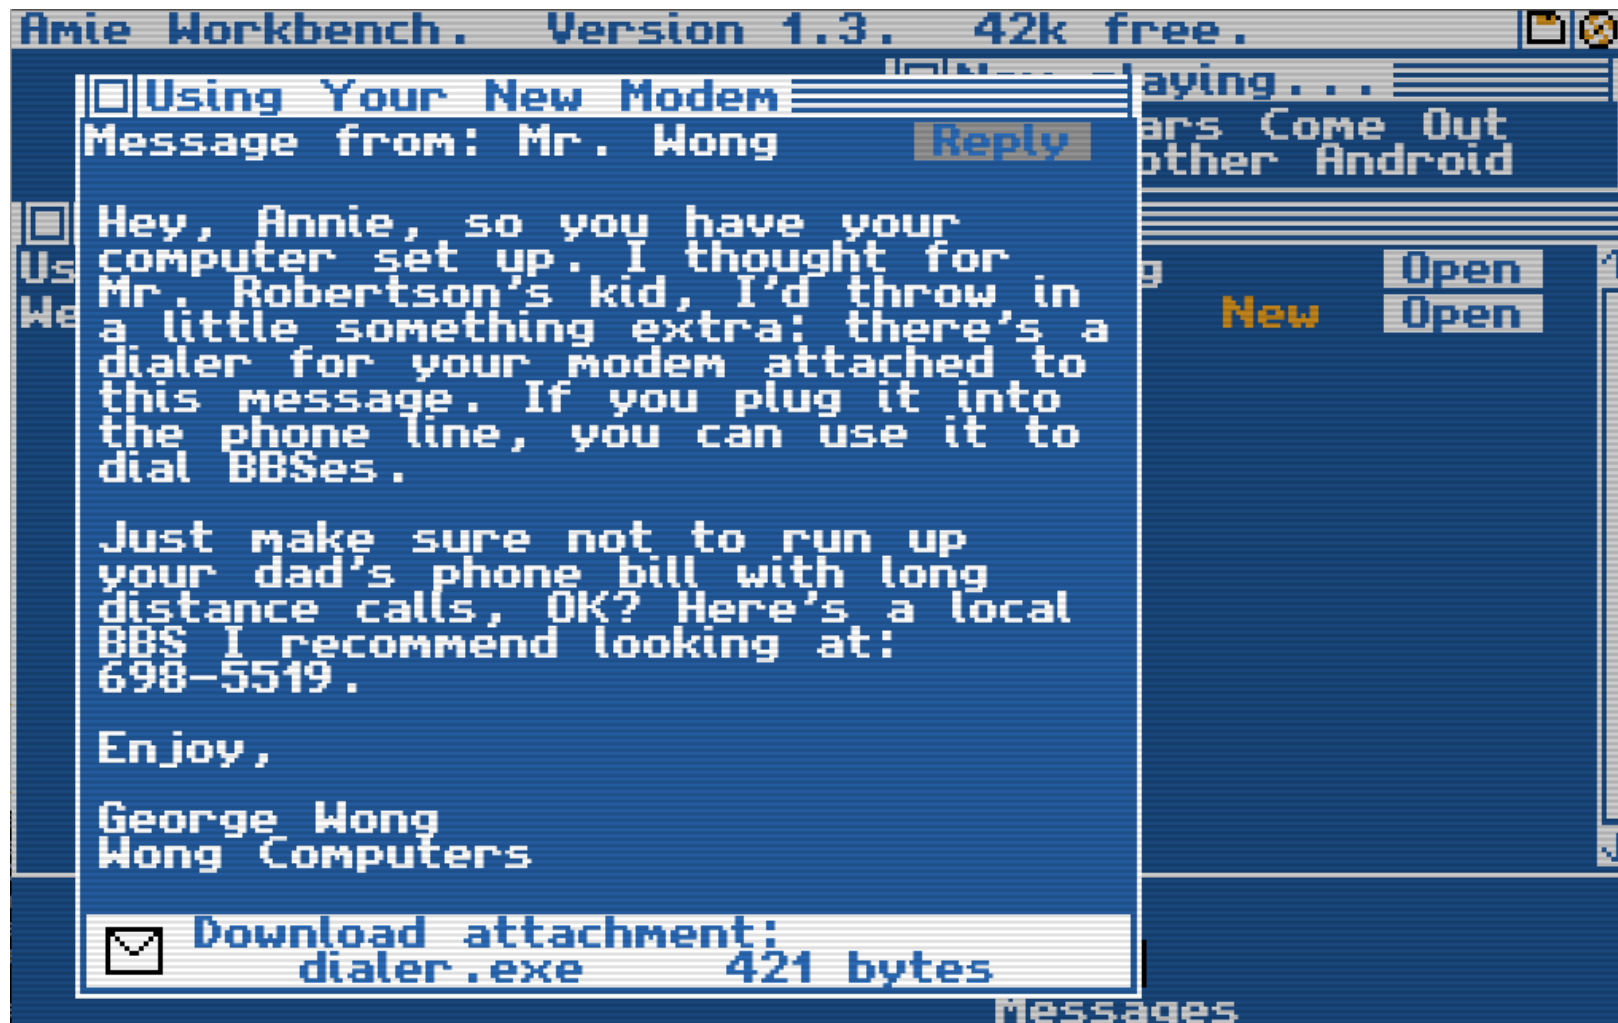 Amie Workbench. Version 1.3. 42k free.
Using Your New Modem
aying...
Message from: Mr. Wong
Reply
ars Come Out
other Android
Hey, Annie, so you have your
computer set up. I thought for
Mr. Robertson's kid, I'd throw in
a little something extra: there's a
dialer for your modem attached to
this message. If you plug it into
the phone line, you can use it to
dial BBSes.
Just make sure not to run up
your dad's phone bill with long
distance calls, OK? Here's a local
BBS I recommend looking at:
698-5519.
Enjoy,
George Wong
Wong Computers
Download attachment:
dialer.exe 421 bytes
Us
We
g Open
New Open
Messages